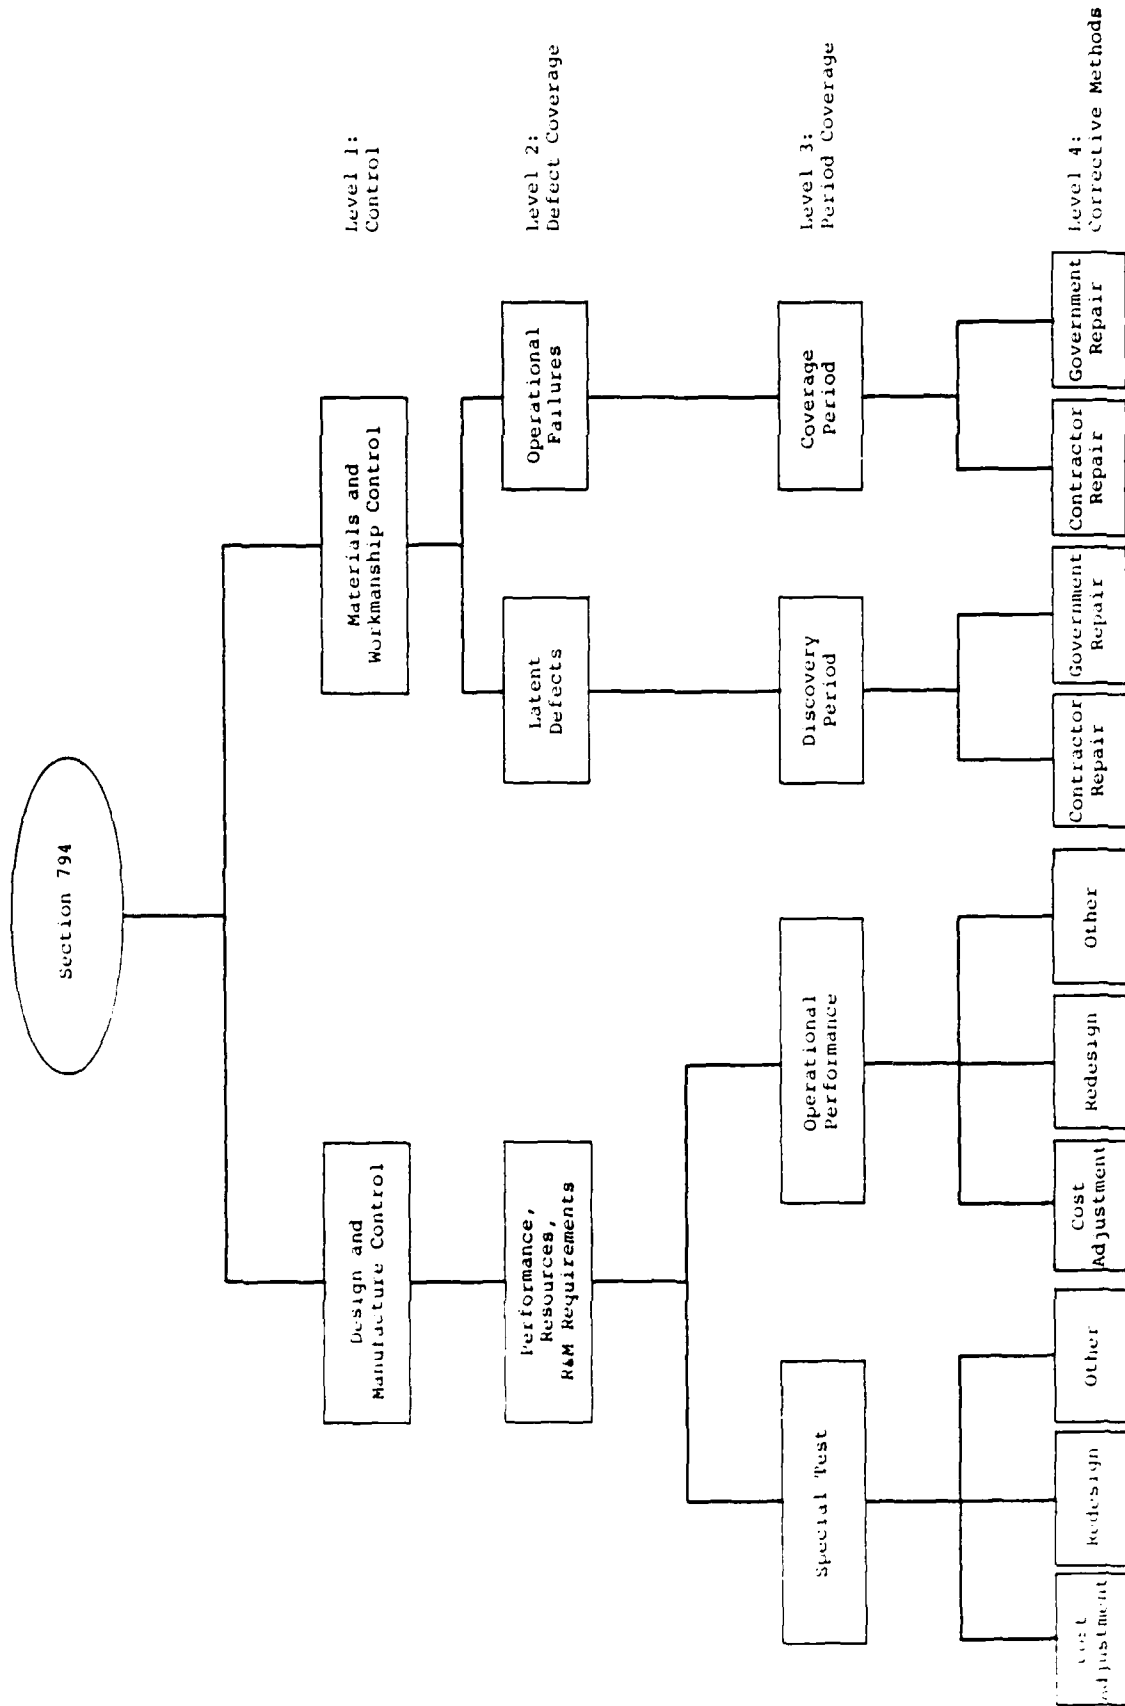 Section 794
Level 1:
Control
Design and
Manufacture Control
Materials and
Workmanship Control
Level 2:
Defect Coverage
Performance,
Resources,
R&M Requirements
Latent
Defects
Operational
Failures
Level 3:
Period Coverage
Special Test
Operational
Performance
Discovery
Period
Coverage
Period
Level 4:
Corrective Methods
Cost
Adjustment
Redesign
Other
Cost
Adjustment
Redesign
Other
Contractor
Repair
Government
Repair
Contractor
Repair
Government
Repair